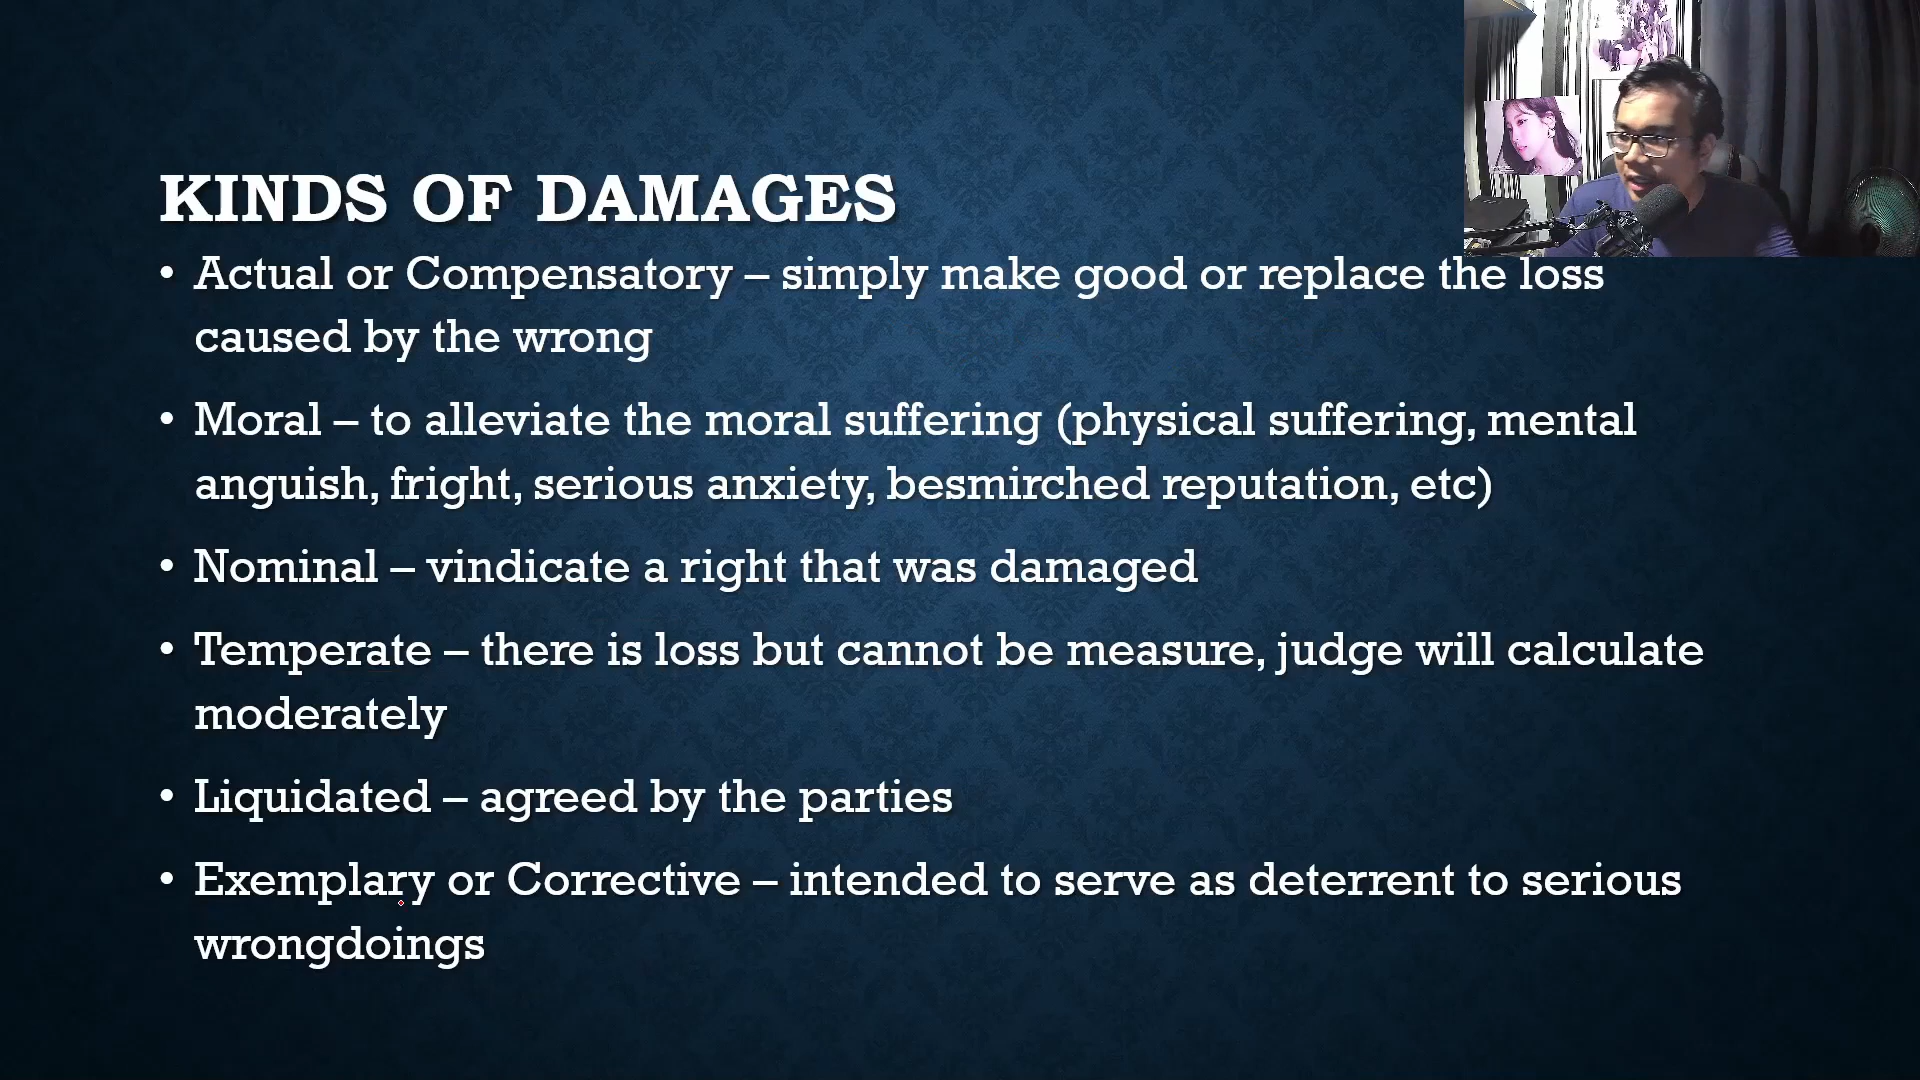 KINDS OF DAMAGES
• Actual or Compensatory – simply make good or replace the loss
caused by the wrong
• Moral – to alleviate the moral suffering (physical suffering, mental
anguish, fright, serious anxiety, besmirched reputation, etc)
• Nominal – vindicate a right that was damaged
• Temperate – there is loss but cannot be measure, judge will calculate
moderately
• Liquidated – agreed by the parties
• Exemplary or Corrective – intended to serve as deterrent to serious
wrongdoings